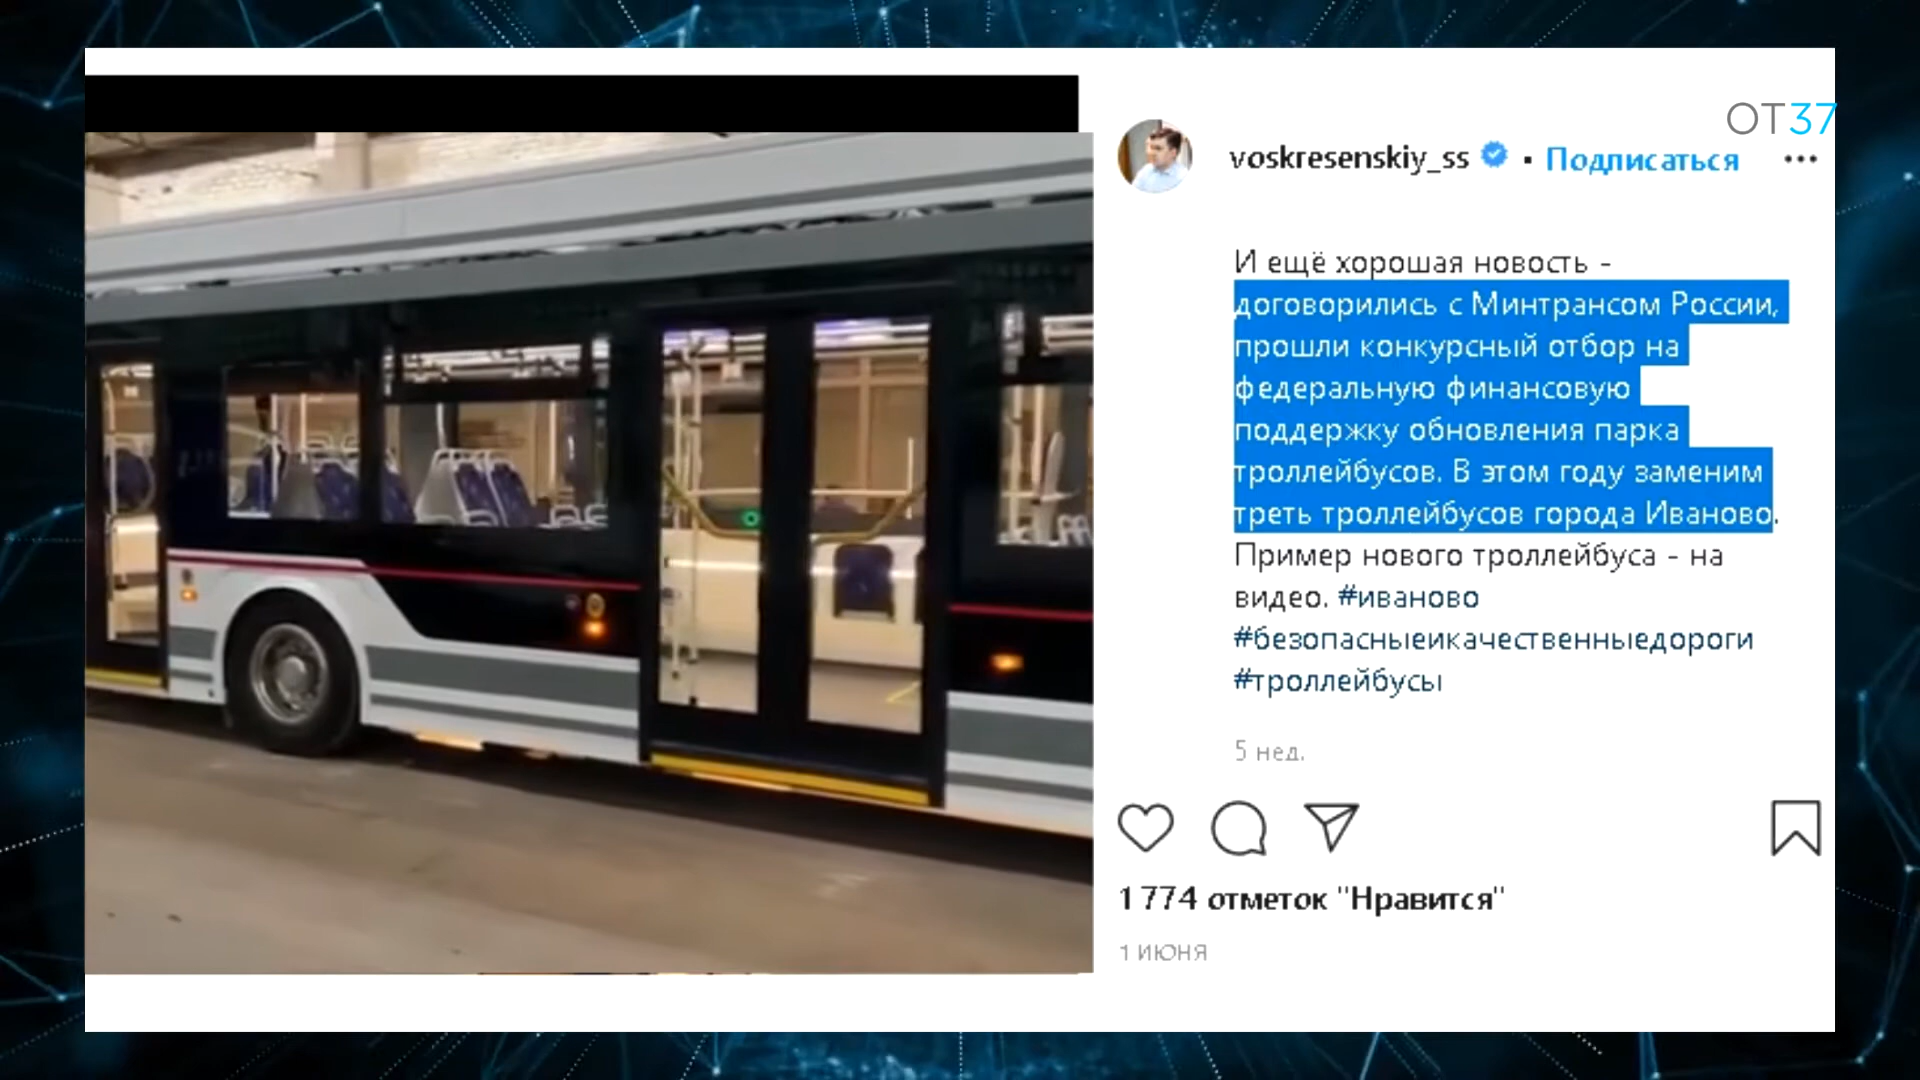 ОТ37
voskresenskiy_ss • Подписаться
И ещё хорошая новость -
договорились с Минтрансом России,
прошли конкурсный отбор на
федеральную финансовую
поддержку обновления парка
троллейбусов. В этом году заменим
треть троллейбусов города Иваново.
Пример нового троллейбуса - на
видео. #иваново
#безопасныеикачественныедороги
#троллейбусы
5 нед.
1 774 отметок "Нравится"
1 ИЮНЯ